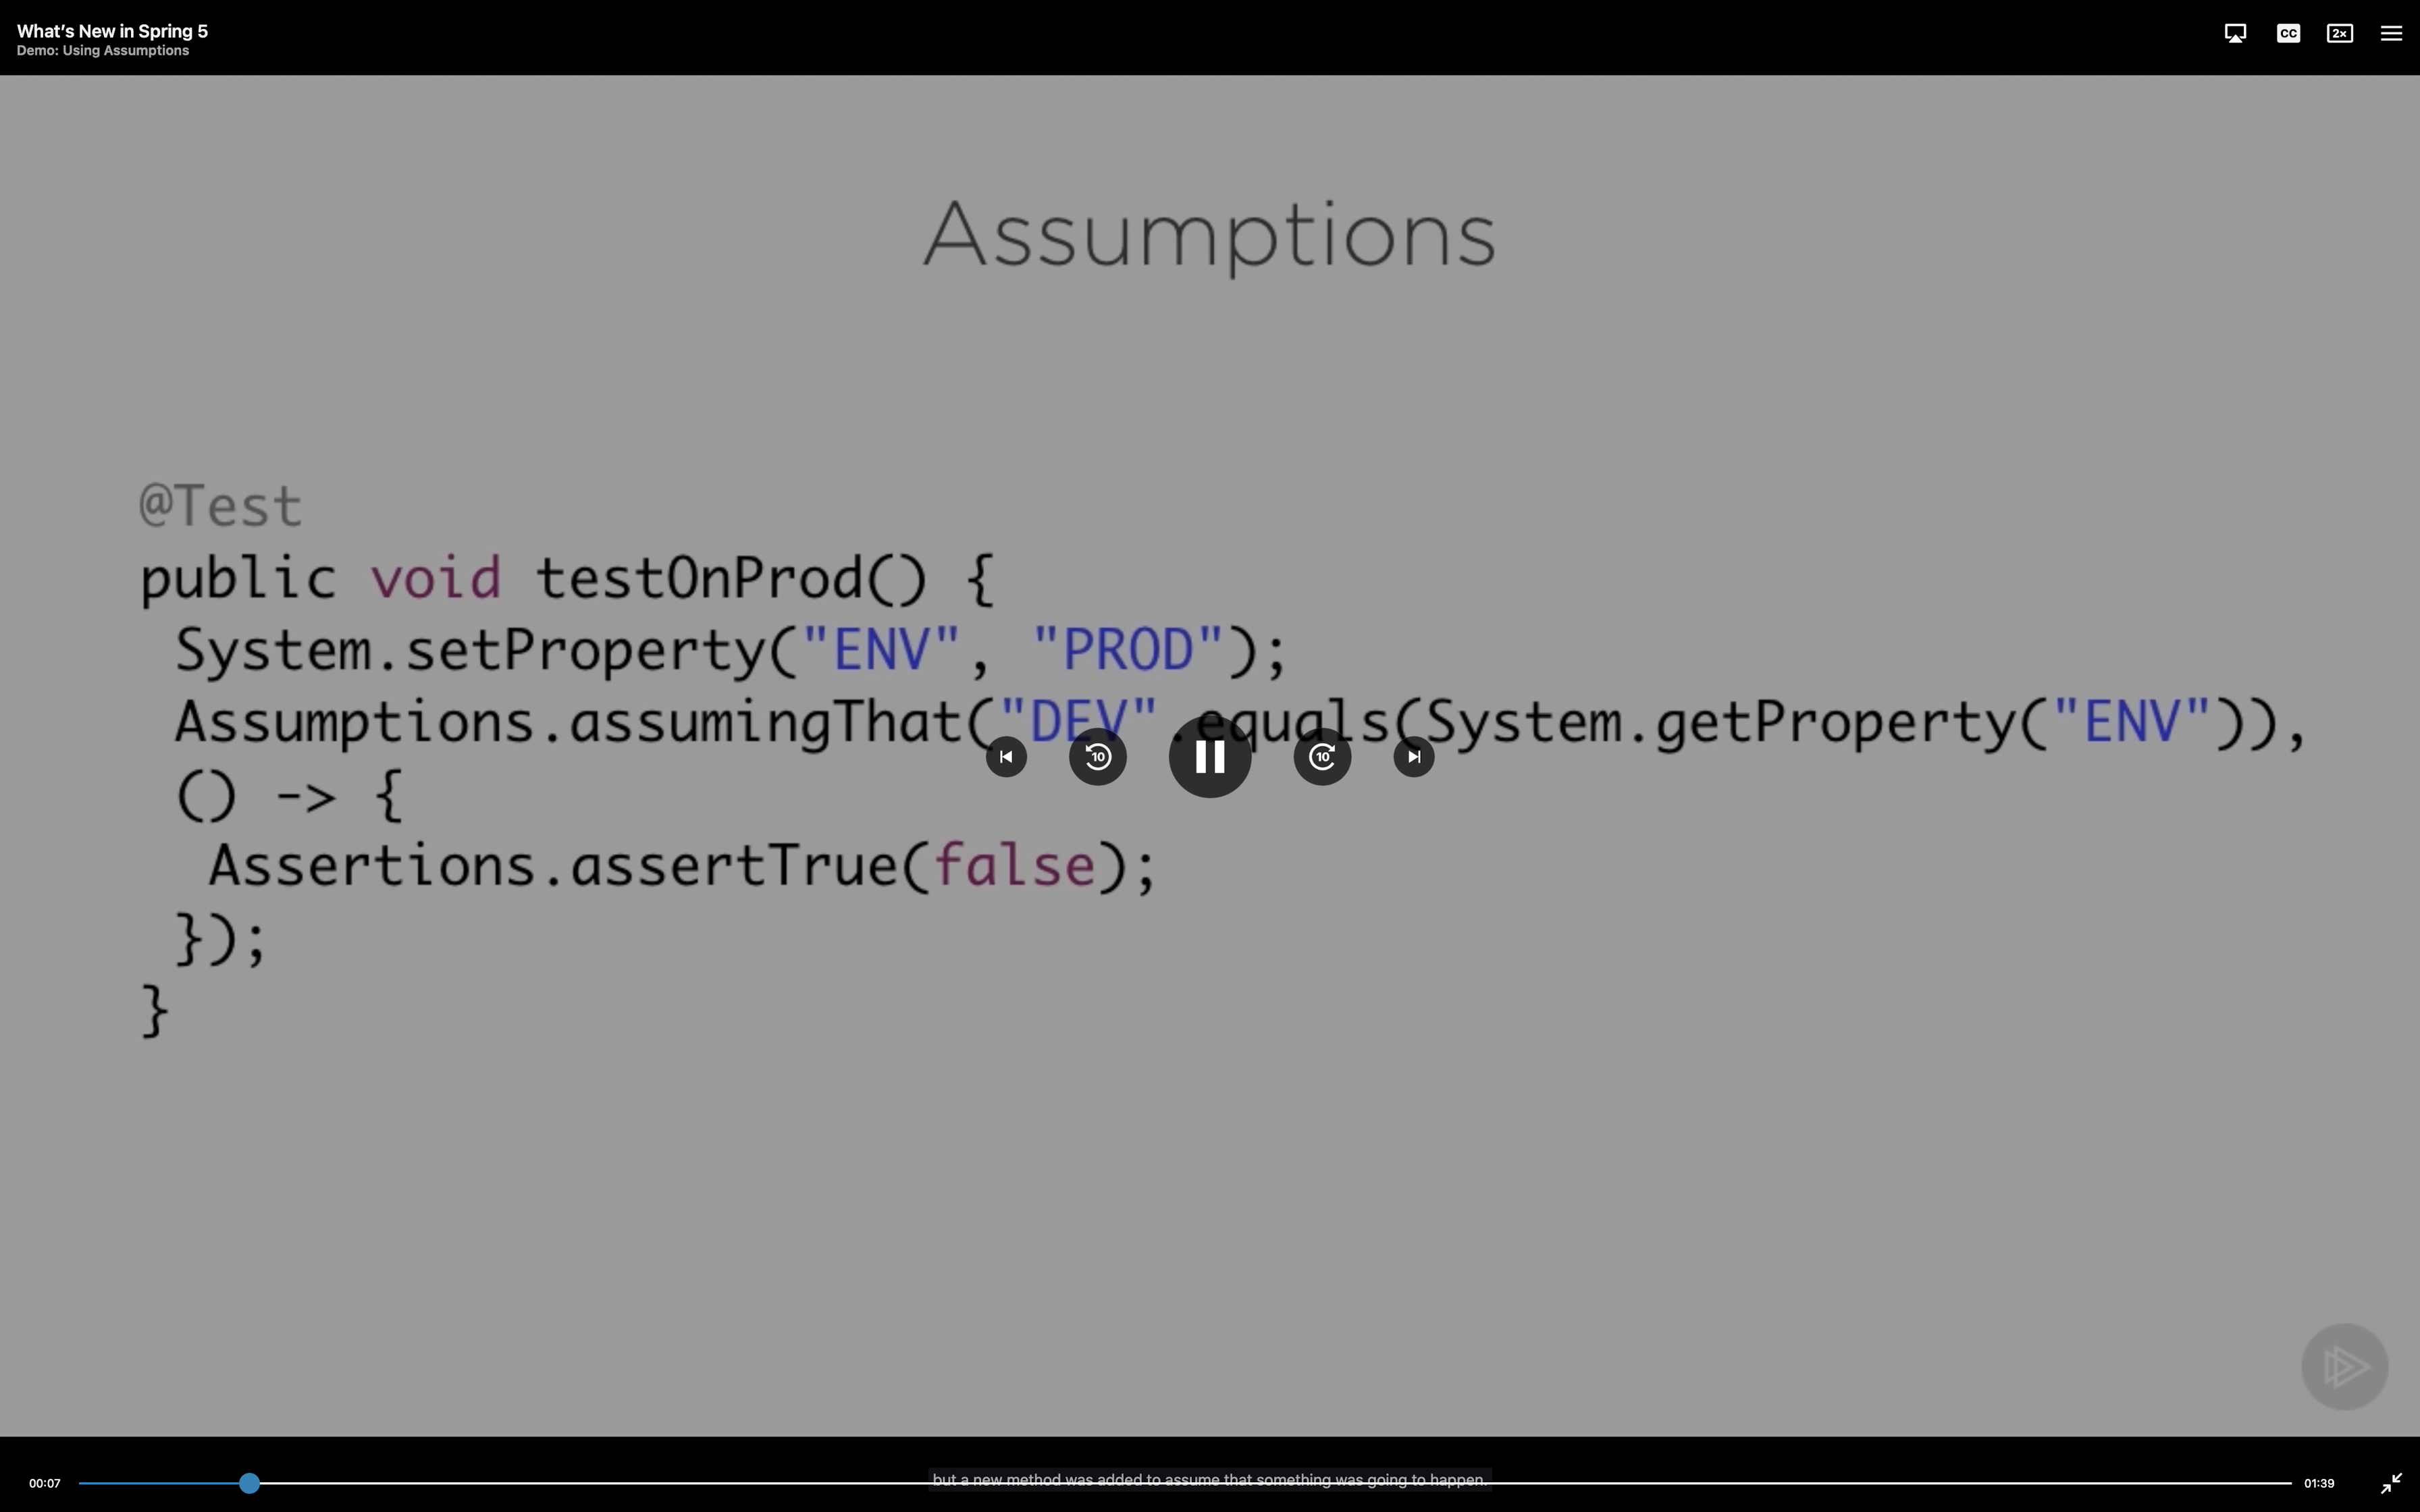 What's New in Spring 5
Demo: Using Assumptions
CC
2×
Assumptions
@Test
public void testOnProd() {
System.setProperty("ENV", "PROD");
Assumptions.assumingThat("DEV".equals(System.getProperty("ENV")),
() -> {
Assertions.assertTrue(false);
});
}
10
10
00:07
but a new method was added to assume that something was going to happen.
01:39